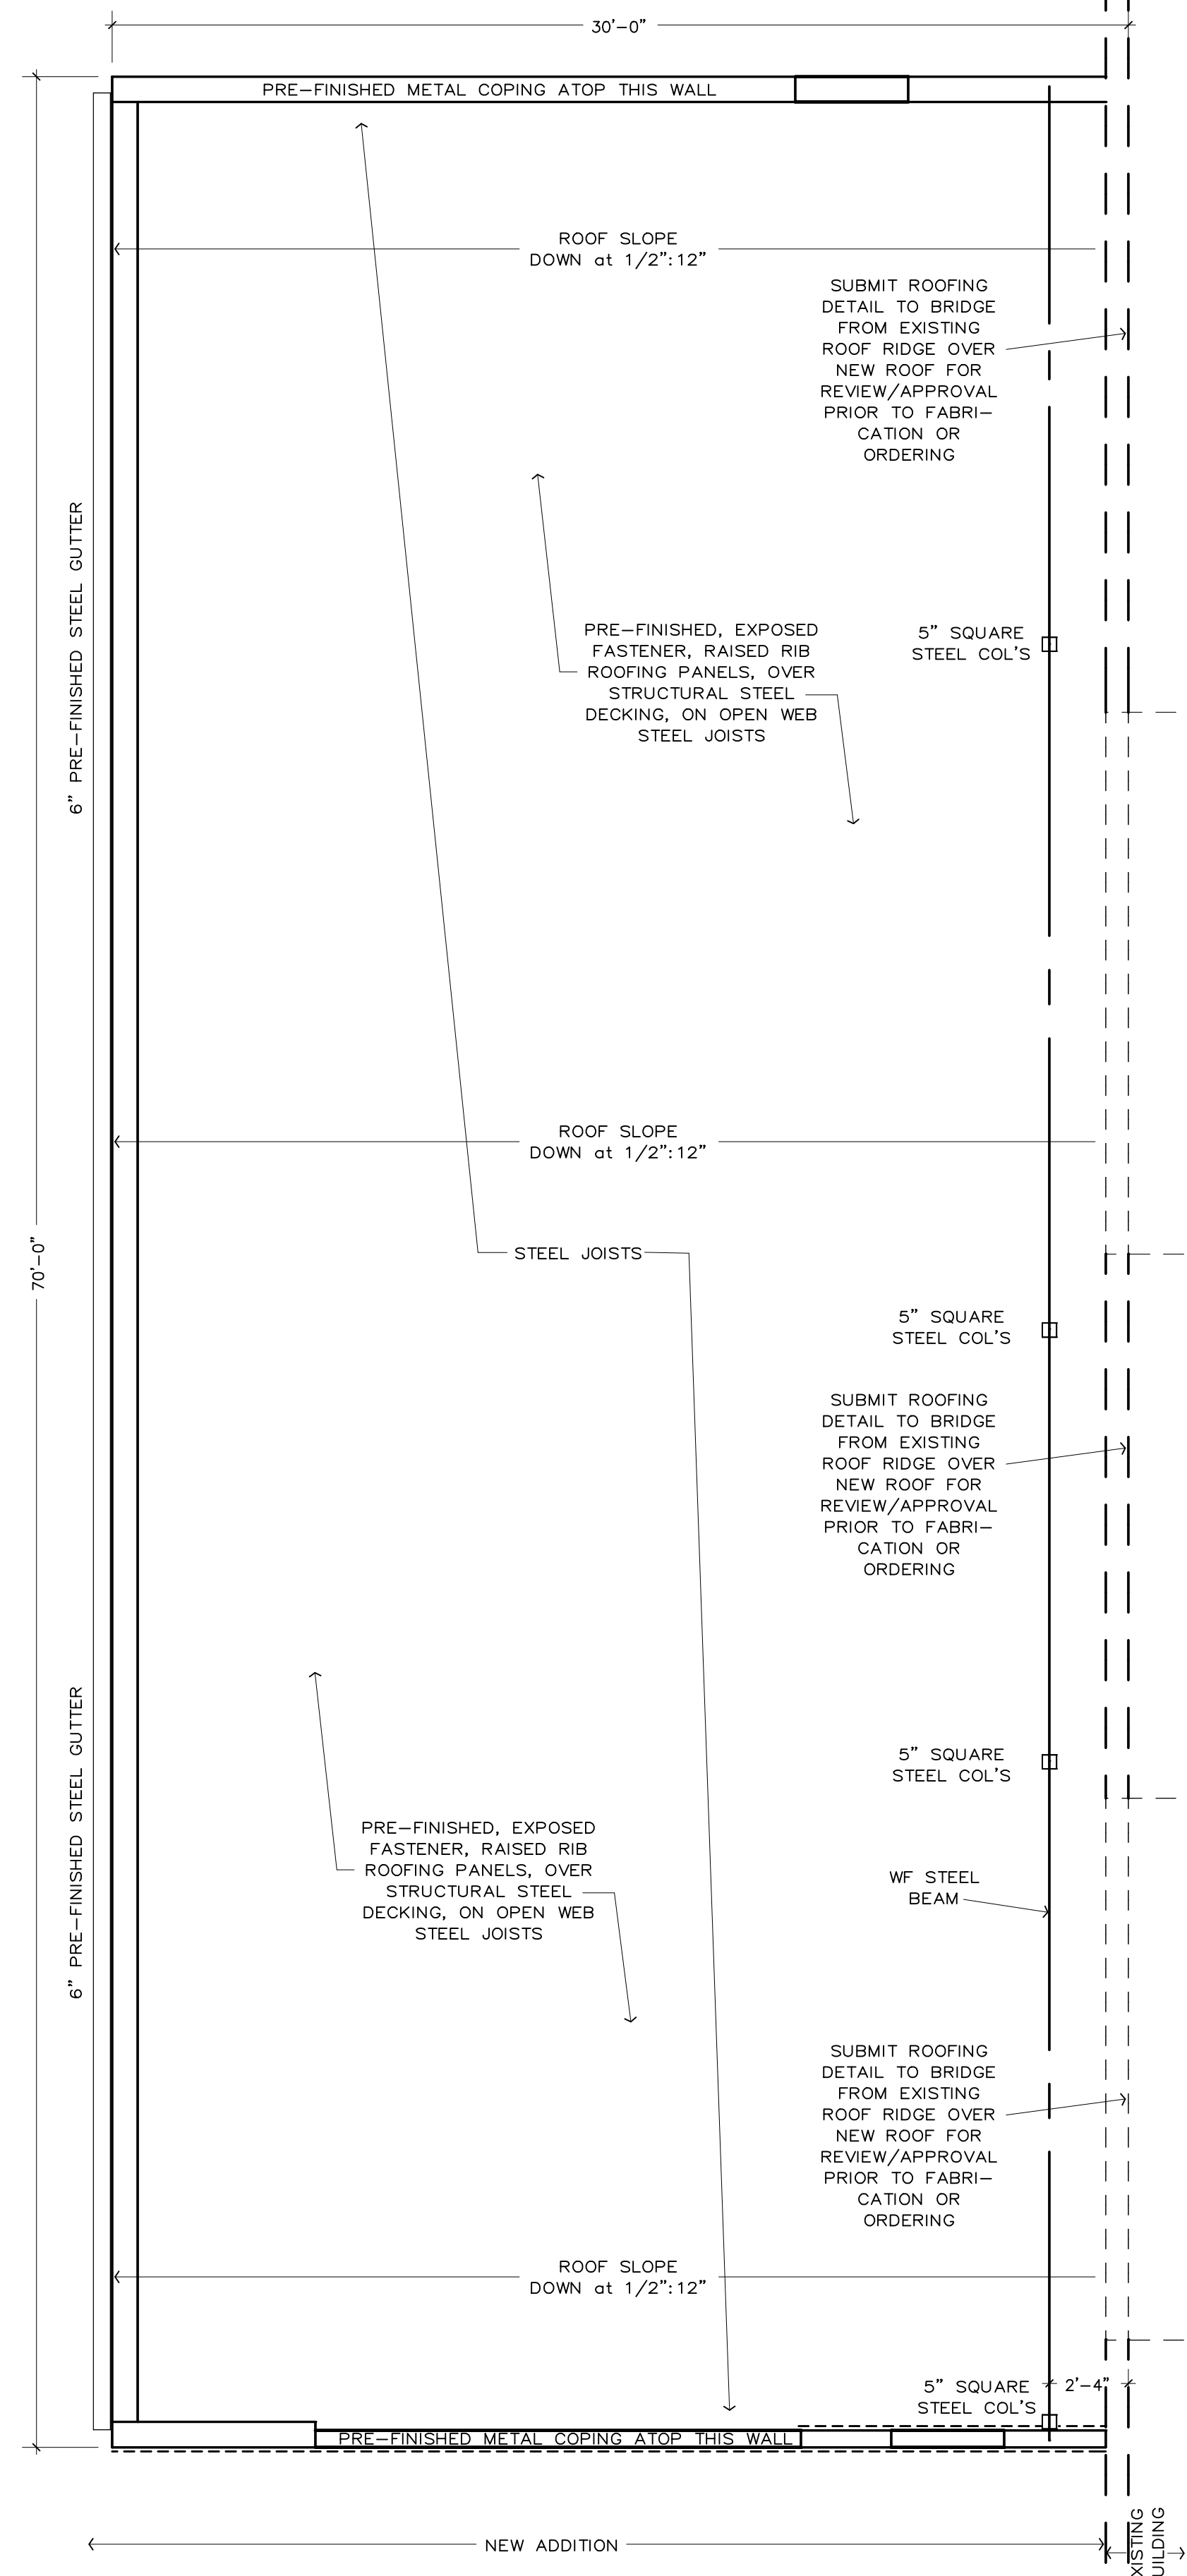 30'-0"
PRE-FINISHED METAL COPING ATOP THIS WALL
ROOF SLOPE
DOWN at 1/2":12"
SUBMIT ROOFING
DETAIL TO BRIDGE
FROM EXISTING
ROOF RIDGE OVER
NEW ROOF FOR
REVIEW/APPROVAL
PRIOR TO FABRI-
CATION OR
ORDERING
6" PRE-FINISHED STEEL GUTTER
PRE-FINISHED, EXPOSED
FASTENER, RAISED RIB
ROOFING PANELS, OVER
STRUCTURAL STEEL
DECKING, ON OPEN WEB
STEEL JOISTS
5" SQUARE
STEEL COL'S
ROOF SLOPE
DOWN at 1/2":12"
70'-0"
STEEL JOISTS
5" SQUARE
STEEL COL'S
SUBMIT ROOFING
DETAIL TO BRIDGE
FROM EXISTING
ROOF RIDGE OVER
NEW ROOF FOR
REVIEW/APPROVAL
PRIOR TO FABRI-
CATION OR
ORDERING
6" PRE-FINISHED STEEL GUTTER
5" SQUARE
STEEL COL'S
PRE-FINISHED, EXPOSED
FASTENER, RAISED RIB
ROOFING PANELS, OVER
STRUCTURAL STEEL
DECKING, ON OPEN WEB
STEEL JOISTS
WF STEEL
BEAM
SUBMIT ROOFING
DETAIL TO BRIDGE
FROM EXISTING
ROOF RIDGE OVER
NEW ROOF FOR
REVIEW/APPROVAL
PRIOR TO FABRI-
CATION OR
ORDERING
ROOF SLOPE
DOWN at 1/2":12"
5" SQUARE
STEEL COL'S
2'-4"
PRE-FINISHED METAL COPING ATOP THIS WALL
NEW ADDITION
XISTING
UILDING